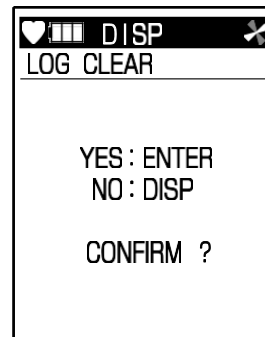 DISP
LOG CLEAR
YES : ENTER
NO : DISP
CONFIRM ?